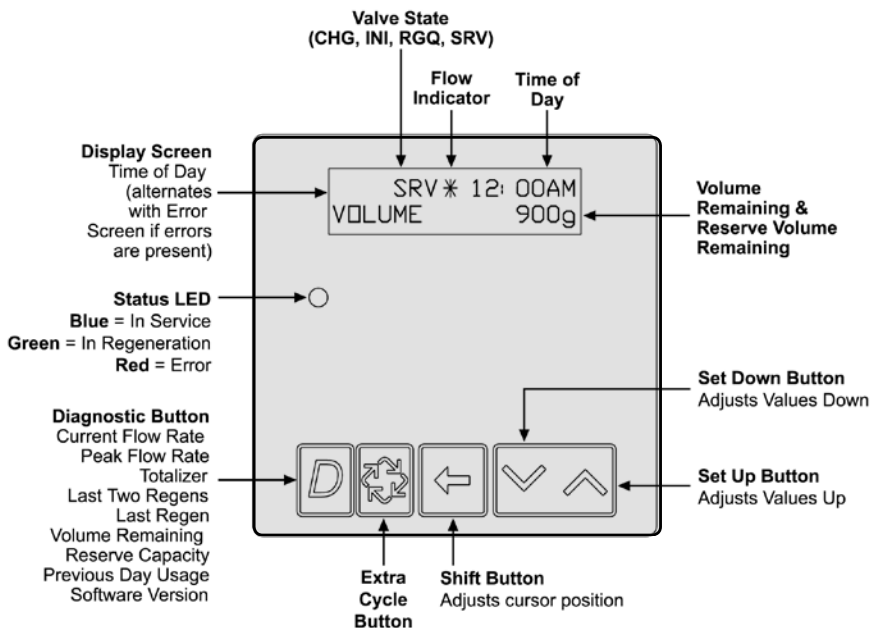 Valve State
(CHG, INI, RGQ, SRV)
Flow
Indicator
Time of
Day
Display Screen
Time of Day
(alternates
with Error
Screen if errors
are present)
SRV * 12: 00AM
VOLUME 900g
Volume
Remaining &
Reserve Volume
Remaining
Status LED
Blue = In Service
Green = In Regeneration
Red = Error
Set Down Button
Adjusts Values Down
Diagnostic Button
Current Flow Rate
Peak Flow Rate
Totalizer
Last Two Regens
Last Regen
Volume Remaining
Reserve Capacity
Previous Day Usage
Software Version
D
Set Up Button
Adjusts Values Up
Extra
Cycle
Button
Shift Button
Adjusts cursor position